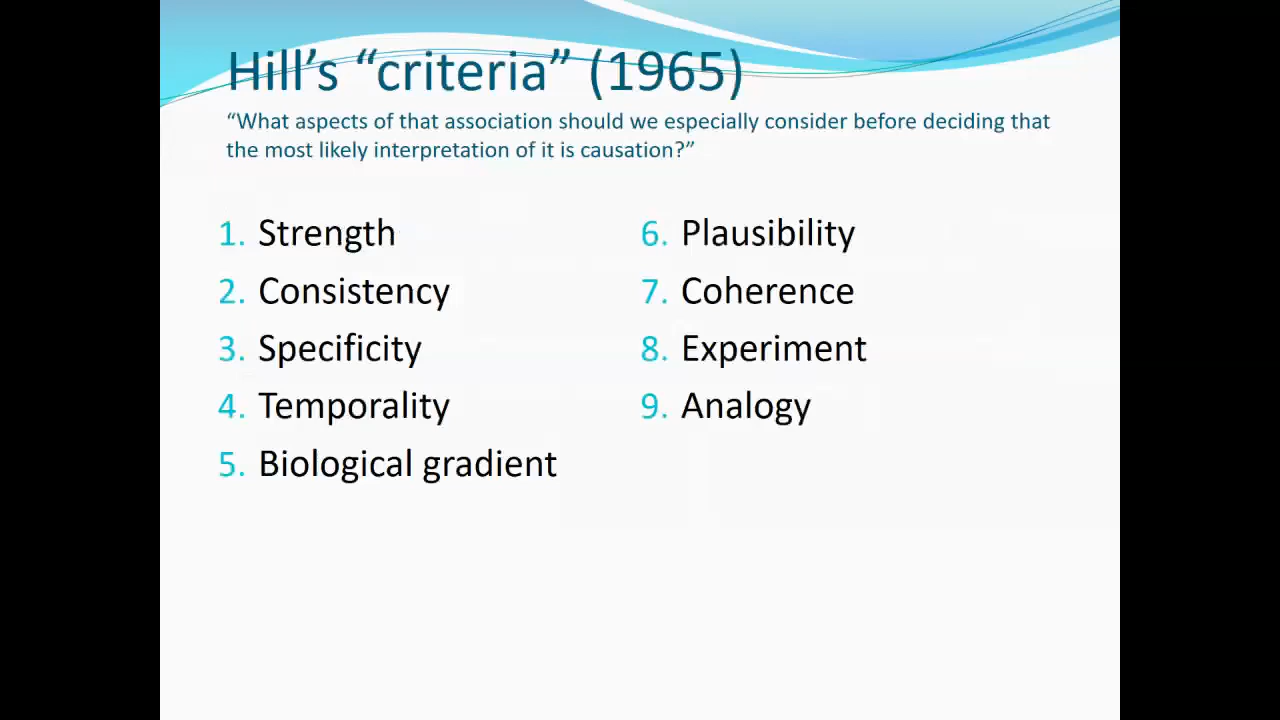 Hill’s “criteria” (1965)
“What aspects of that association should we especially consider before deciding that
the most likely interpretation of it is causation?”
1. Strength
2. Consistency
3. Specificity
4. Temporality
5. Biological gradient
6. Plausibility
7. Coherence
8. Experiment
9. Analogy